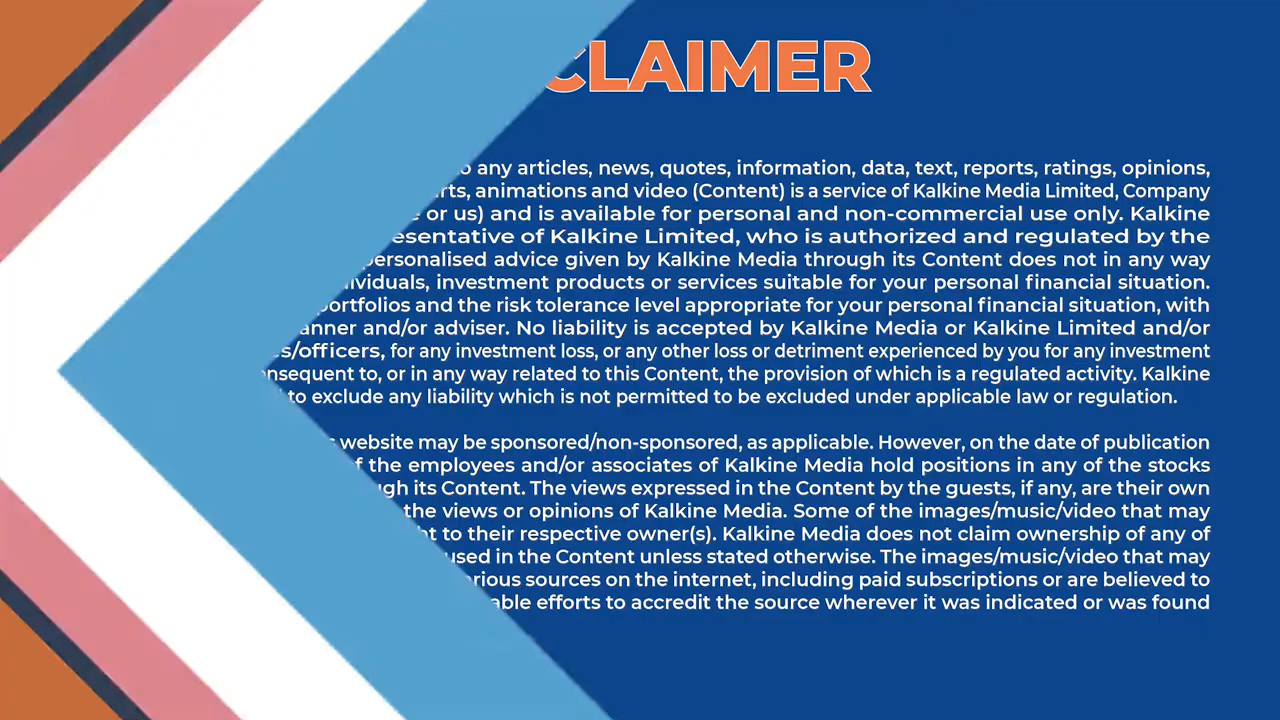 CLAIMER
any articles, news, quotes, information, data, text, reports, ratings, opinions,
animations and video (Content) is a service of Kalkine Media Limited, Company
or us) and is available for personal and non-commercial use only. Kalkine
of Kalkine Limited, who is authorized and regulated by the
personalised advice given by Kalkine Media through its Content does not in any way
investment products or services suitable for your personal financial situation.
portfolios and the risk tolerance level appropriate for your personal financial situation, with
and/or adviser. No liability is accepted by Kalkine Media or Kalkine Limited and/or
s/officers, for any investment loss, or any other loss or detriment experienced by you for any investment
to, or in any way related to this Content, the provision of which is a regulated activity. Kalkine
to exclude any liability which is not permitted to be excluded under applicable law or regulation.
website may be sponsored/non-sponsored, as applicable. However, on the date of publication
of the employees and/or associates of Kalkine Media hold positions in any of the stocks
its Content. The views expressed in the Content by the guests, if any, are their own
the views or opinions of Kalkine Media. Some of the images/music/video that may
to their respective owner(s). Kalkine Media does not claim ownership of any of
used in the Content unless stated otherwise. The images/music/video that may
sources on the internet, including paid subscriptions or are believed to
efforts to accredit the source wherever it was indicated or was found